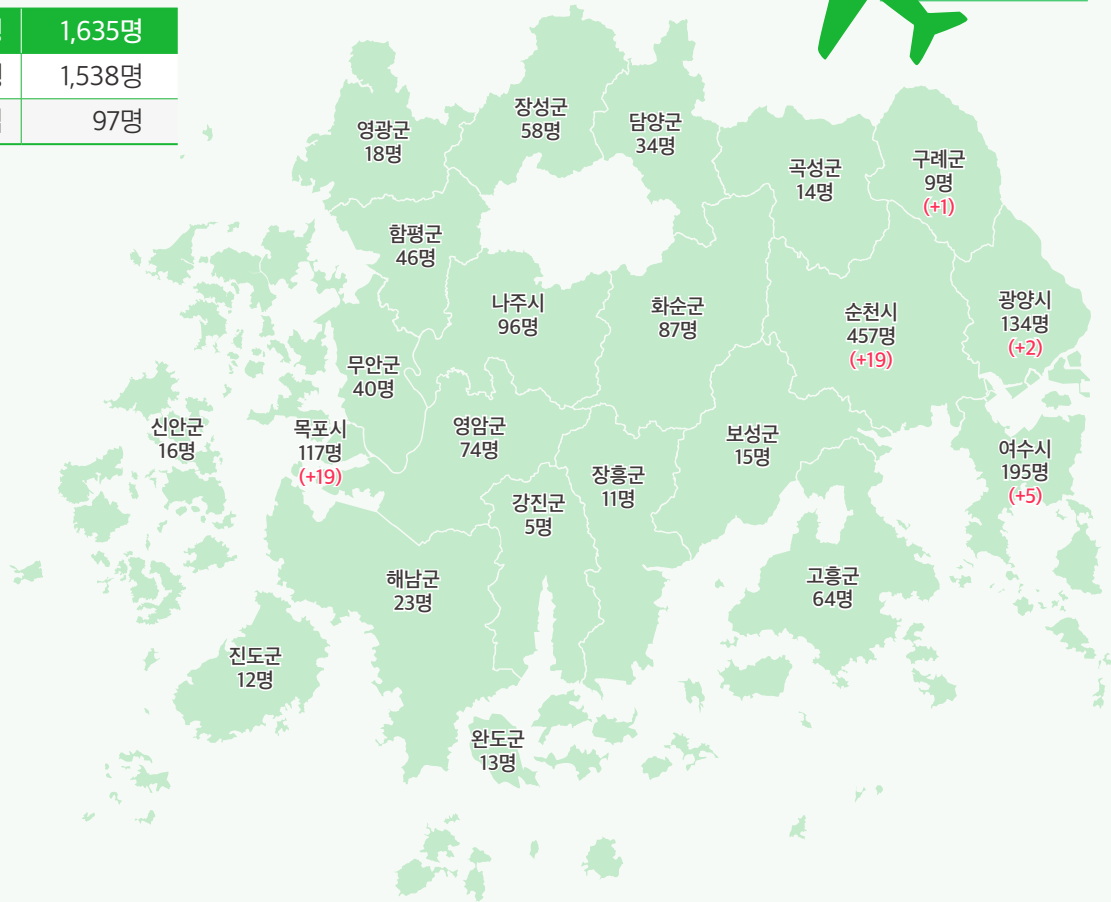 1,635명
1,538명
97명
장성군
58명
담양군
34명
영광군
18명
곡성군
14명
구례군
9명
(+1)
함평군
46명
나주시
96명
화순군
87명
순천시
457명
(+19)
광양시
134명
(+2)
무안군
40명
신안군
16명
목포시
117명
(+19)
영암군
74명
보성군
15명
여수시
195명
(+5)
장흥군
11명
강진군
5명
해남군
23명
고흥군
64명
진도군
12명
완도군
13명